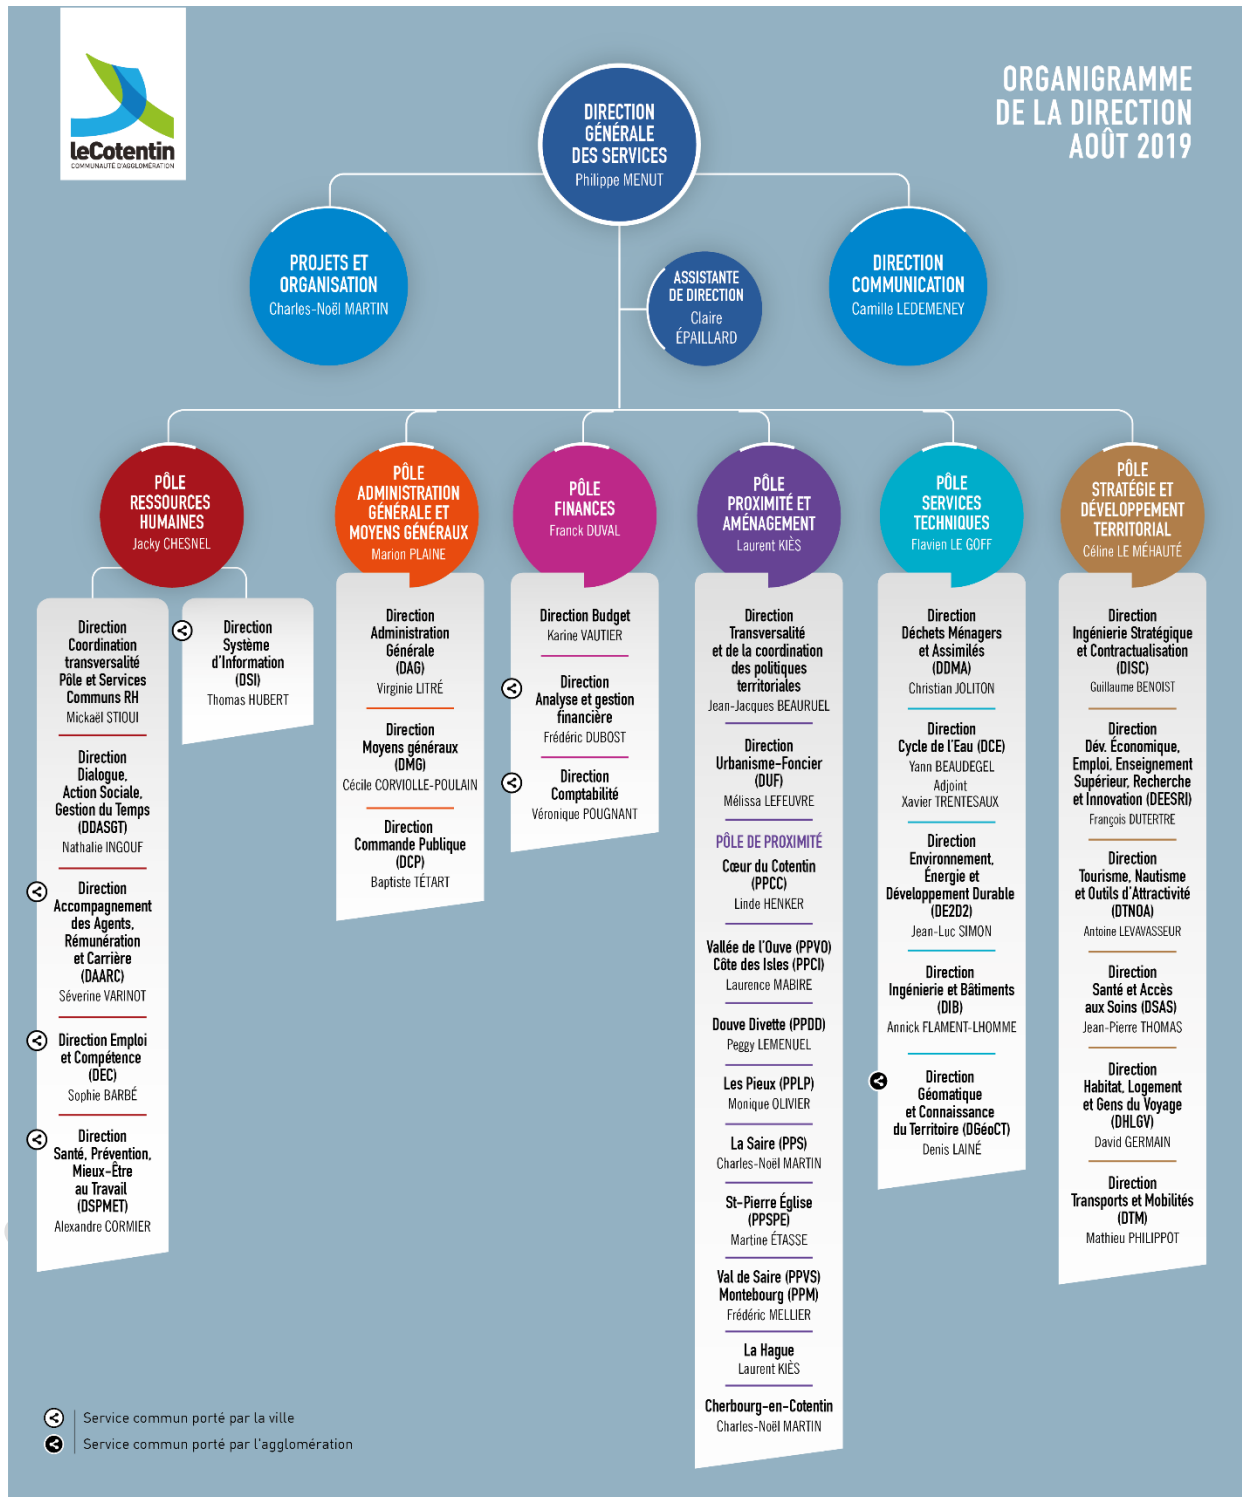 leCotentin
COMMUNAUTÉ D'AGGLOMÉRATION
ORGANIGRAMME
DE LA DIRECTION
AOÛT 2019
DIRECTION
GÉNÉRALE
DES SERVICES
Philippe MENUT
PROJETS ET
ORGANISATION
Charles-Noël MARTIN
ASSISTANTE
DE DIRECTION
Claire
ÉPAILLARD
DIRECTION
COMMUNICATION
Camille LEDEMENEY
PÔLE
RESSOURCES
HUMAINES
Jacky CHESNEL
Direction
Coordination
transversalité
Pôle et Services
Communs RH
Mickaël STIOUI
Direction
Dialogue,
Action Sociale,
Gestion du Temps
(DDASGT)
Nathalie INGOUF
Direction
Accompagnement
des Agents,
Rémunération
et Carrière
(DAARC)
Séverine VARINOT
Direction Emploi
et Compétence
(DEC)
Sophie BARBÉ
Direction
Santé, Prévention,
Mieux-Être
au Travail
(DSPMET)
Alexandre CORMIER
Direction
Système
d'Information
(DSI)
Thomas HUBERT
PÔLE
ADMINISTRATION
GÉNÉRALE ET
MOYENS GÉNÉRAUX
Marion PLAINE
Direction
Administration
Générale
(DAG)
Virginie LITRÉ
Direction
Moyens généraux
(DMG)
Cécile CORVIOLLE-POULAIN
Direction
Commande Publique
(DCP)
Baptiste TÉTART
PÔLE
FINANCES
Franck DUVAL
Direction Budget
Karine VAUTIER
Direction
Analyse et gestion
financière
Frédéric DUBOST
Direction
Comptabilité
Véronique POUGNANT
PÔLE
PROXIMITÉ ET
AMÉNAGEMENT
Laurent KIÈS
Direction
Transversalité
et de la coordination
des politiques
territoriales
Jean-Jacques BEAURUEL
Direction
Urbanisme-Foncier
(DUF)
Mélissa LEFEUVRE
PÔLE DE PROXIMITÉ
Cœur du Cotentin
(PPCC)
Linde HENKER
Vallée de l'Ouve (PPVO)
Côte des Isles (PPCI)
Laurence MABIRE
Douve Divette (PPDD)
Peggy LEMENUEL
Les Pieux (PPLP)
Monique OLIVIER
La Saire (PPS)
Charles-Noël MARTIN
St-Pierre Église
(PPSPE)
Martine ÉTASSE
Val de Saire (PPVS)
Montebourg (PPM)
Frédéric MELLIER
La Hague
Laurent KIÈS
Cherbourg-en-Cotentin
Charles-Noël MARTIN
PÔLE
SERVICES
TECHNIQUES
Flavien LE GOFF
Direction
Déchets Ménagers
et Assimilés
(DDMA)
Christian JOLITON
Direction
Cycle de l'Eau (DCE)
Yann BEAUDEGEL
Adjoint
Xavier TRENTESAUX
Direction
Environnement,
Énergie et
Développement Durable
(DE2D2)
Jean-Luc SIMON
Direction
Ingénierie et Bâtiments
(DIB)
Annick FLAMENT-LHOMME
Direction
Géomatique
et Connaissance
du Territoire (DGéoCT)
Denis LAINÉ
PÔLE
STRATÉGIE ET
DÉVELOPPEMENT
TERRITORIAL
Céline LE MÉHAUTÉ
Direction
Ingénierie Stratégique
et Contractualisation
(DISC)
Guillaume BENOIST
Direction
Dév. Économique,
Emploi, Enseignement
Supérieur, Recherche
et Innovation (DEESRI)
François DUTERTRE
Direction
Tourisme, Nautisme
et Outils d'Attractivité
(DTNOA)
Antoine LEVAVASSEUR
Direction
Santé et Accès
aux Soins (DSAS)
Jean-Pierre THOMAS
Direction
Habitat, Logement
et Gens du Voyage
(DHLGV)
David GERMAIN
Direction
Transports et Mobilités
(DTM)
Mathieu PHILIPPOT
Service commun porté par la ville
Service commun porté par l'agglomération